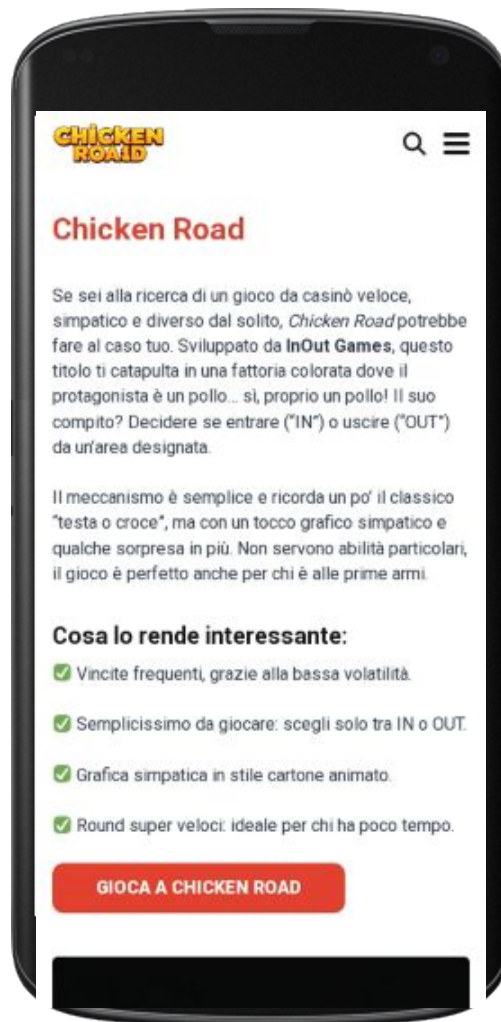 CHICKEN
ROAD
Chicken Road
Se sei alla ricerca di un gioco da casinò veloce,
simpatico e diverso dal solito, Chicken Road potrebbe
fare al caso tuo. Sviluppato da InOut Games, questo
titolo ti catapulta in una fattoria colorata dove il
protagonista è un pollo... sì, proprio un pollo! Il suo
compito? Decidere se entrare (“IN”) o uscire (“OUT”)
da un'area designata.
Il meccanismo è semplice e ricorda un po’ il classico
“testa o croce”, ma con un tocco grafico simpatico e
qualche sorpresa in più. Non servono abilità particolari,
il gioco è perfetto anche per chi è alle prime armi.
Cosa lo rende interessante:
✅ Vincite frequenti, grazie alla bassa volatilità.
✅ Semplicissimo da giocare: scegli solo tra IN o OUT.
✅ Grafica simpatica in stile cartone animato.
✅ Round super veloci: ideale per chi ha poco tempo.
GIOCA A CHICKEN ROAD